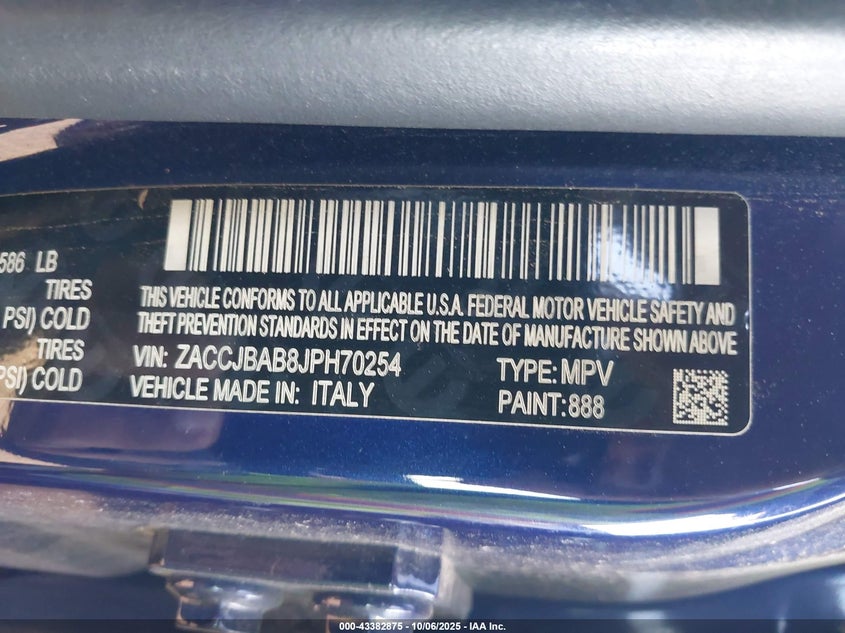 586 LB
TIRES
PSI) COLD
TIRES
PSI) COLD
THIS VEHICLE CONFORMS TO ALL APPLICABLE U.S.A. FEDERAL MOTOR VEHICLE SAFETY AND
THEFT PREVENTION STANDARDS IN EFFECT ON THE DATE OF MANUFACTURE SHOWN ABOVE
VIN: ZACCJBAB8JPH70254 TYPE: MPV
VEHICLE MADE IN: ITALY PAINT: 888
000-43382875 - 10/06/2025 - IAA Inc.